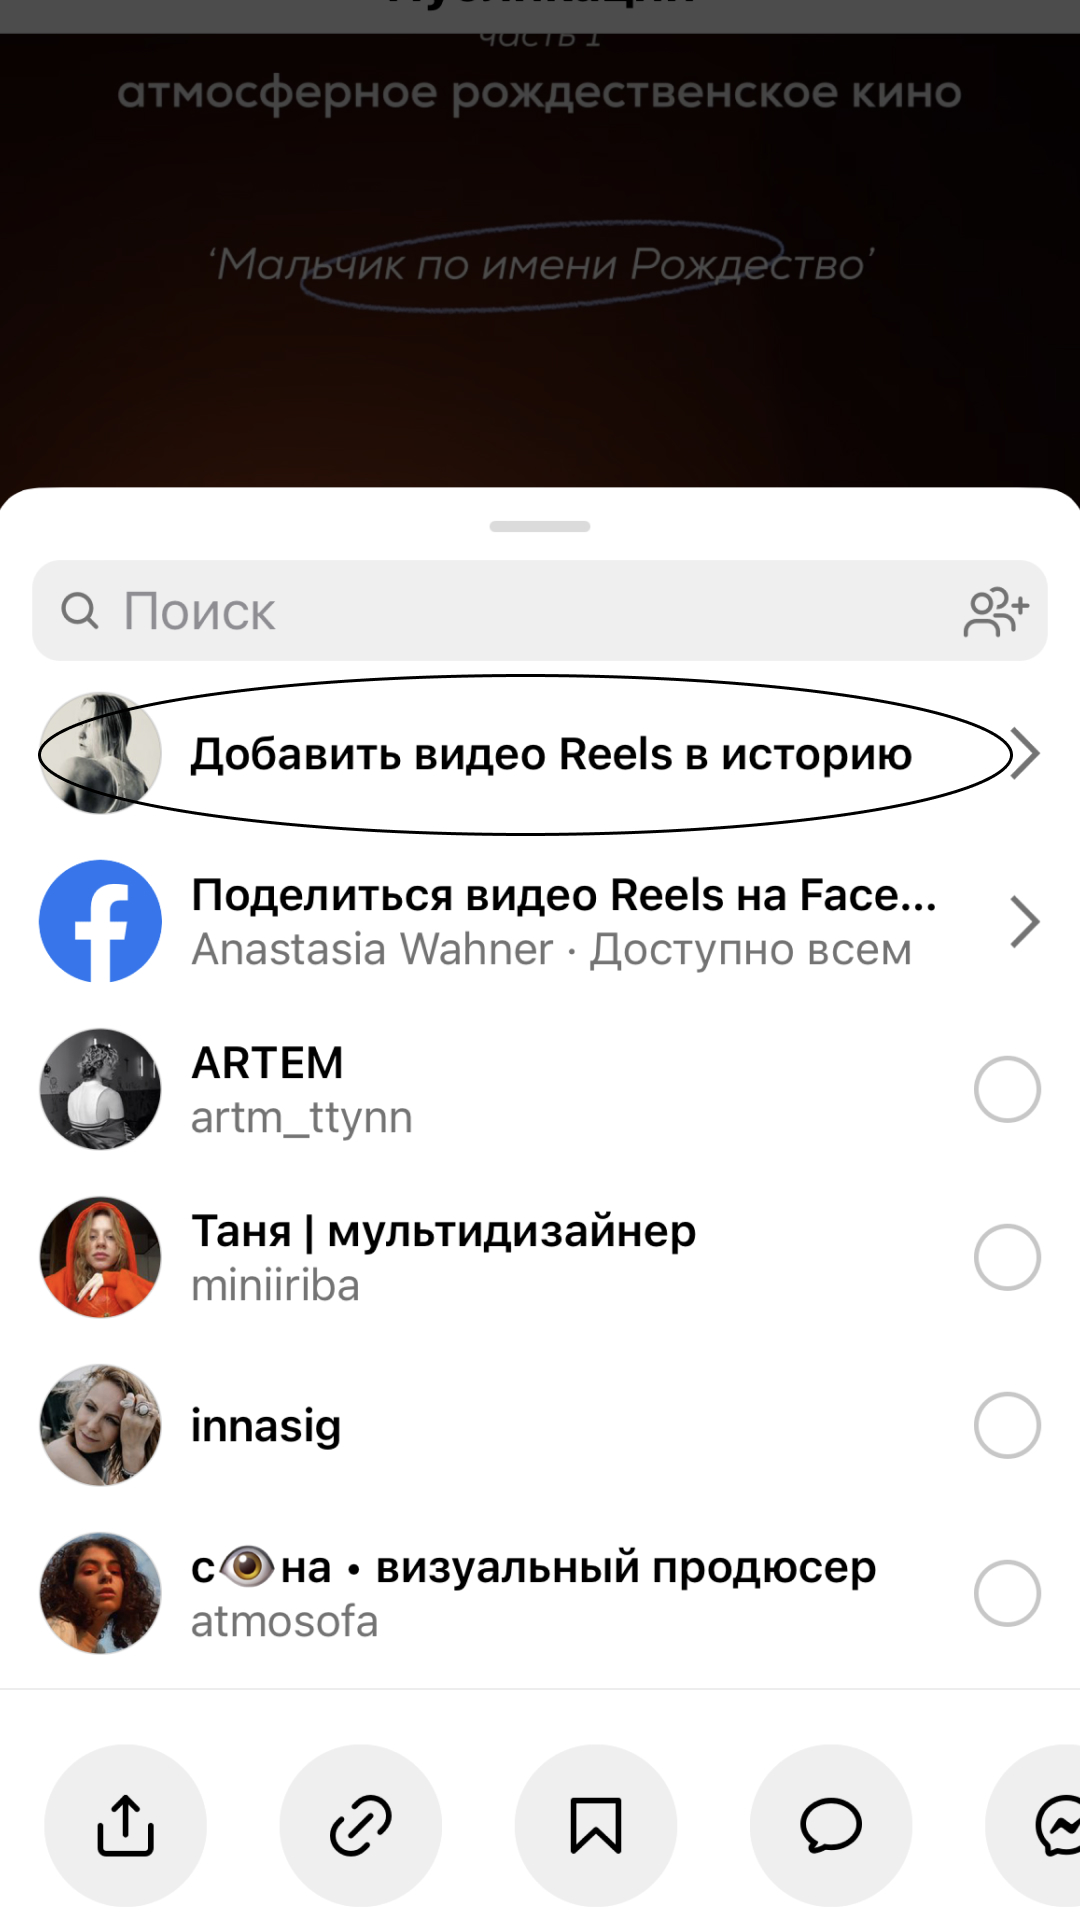 Публикации
часть 1
атмосферное рождественское кино
‘Мальчик по имени Рождество’
Поиск
Добавить видео Reels в историю
Поделиться видео Reels на Face...
Anastasia Wahner · Доступно всем
ARTEM
artm_ttynn
Таня | мультидизайнер
miniiriba
innasig
с👁️на • визуальный продюсер
atmosofa